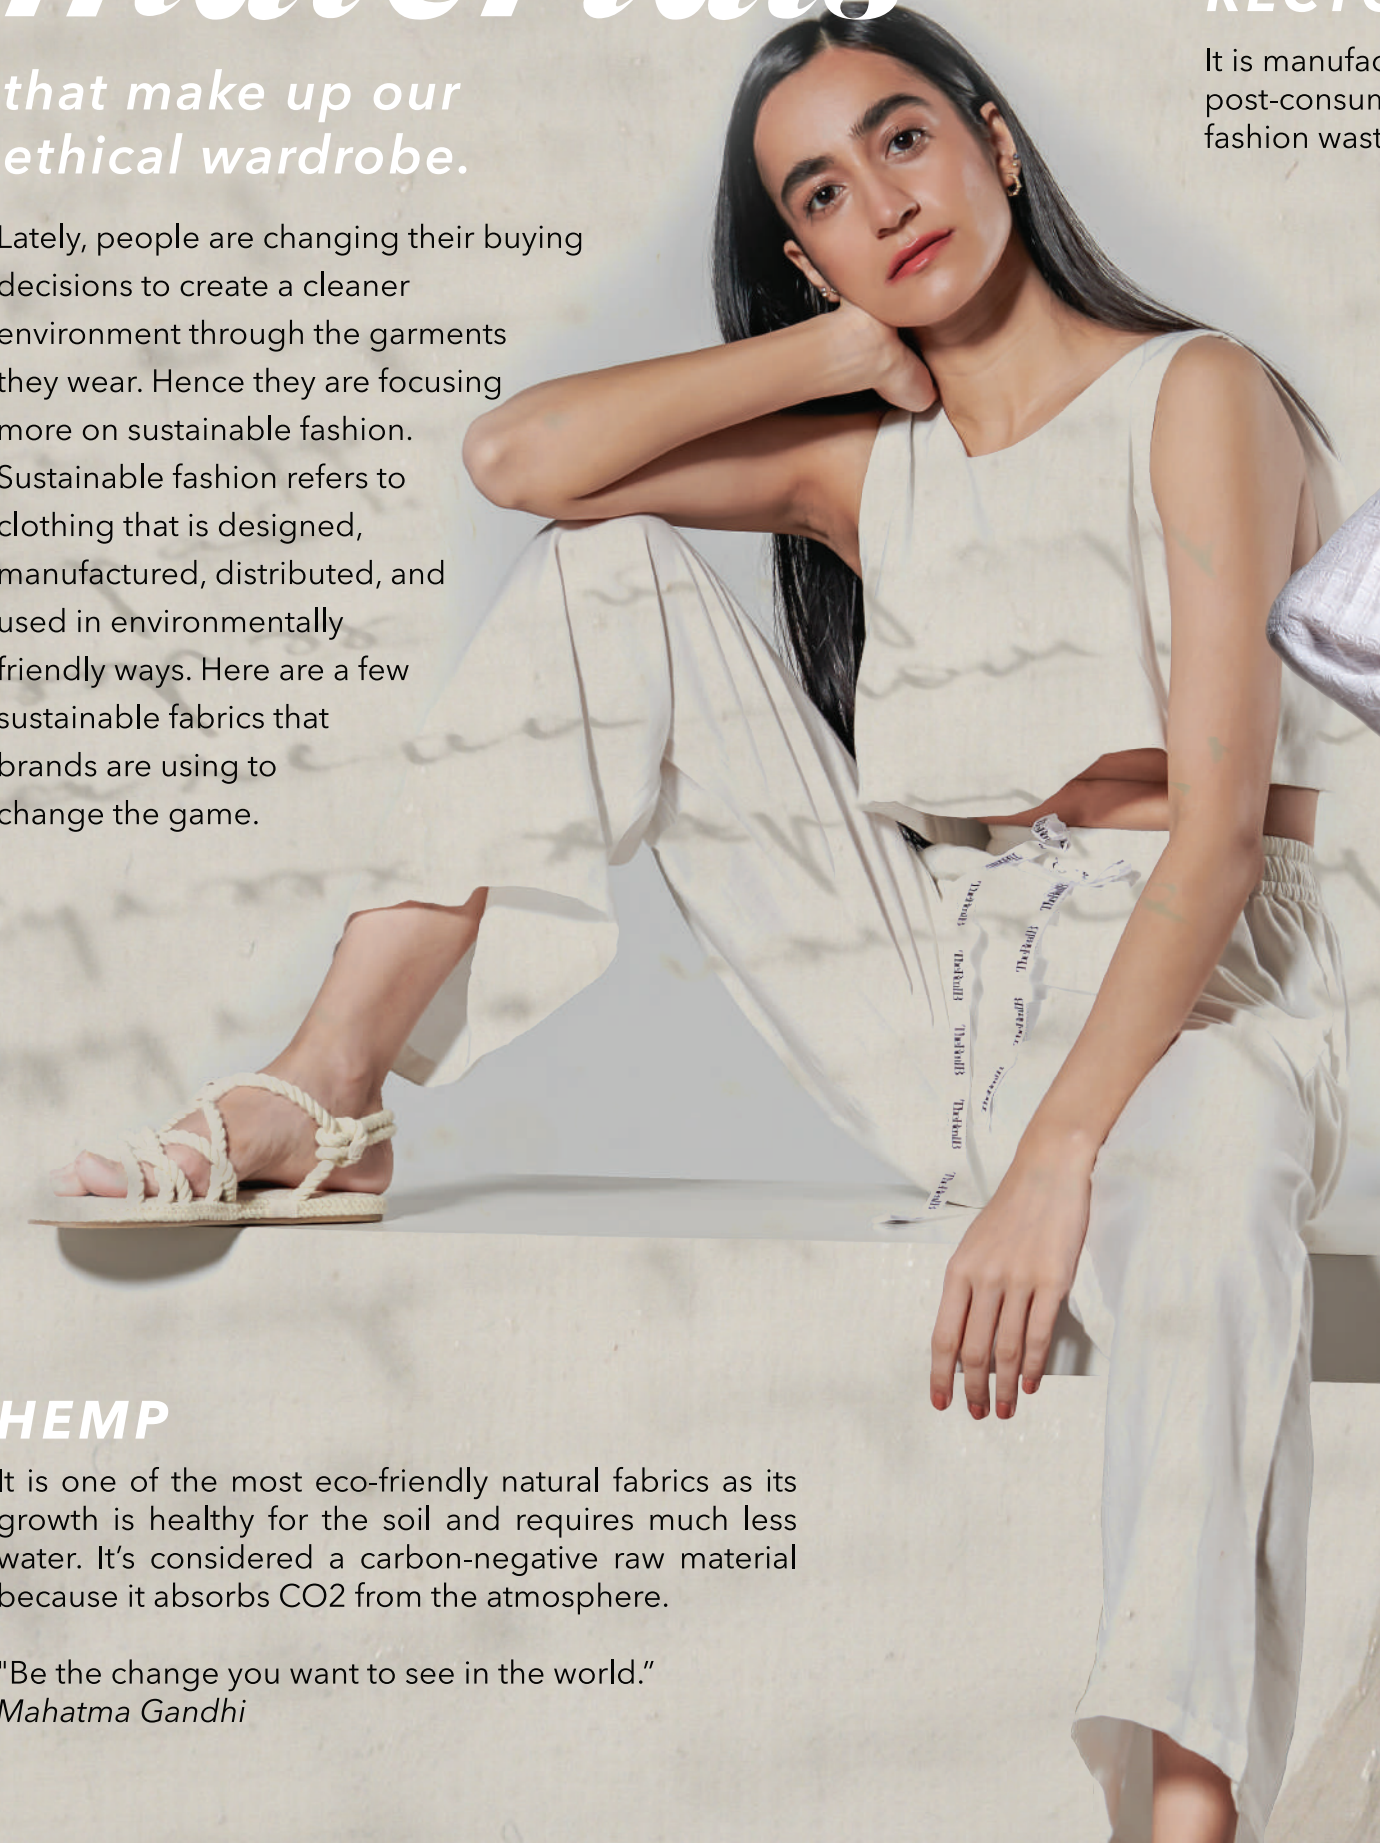 materials
that make up our
ethical wardrobe.
Lately, people are changing their buying
decisions to create a cleaner
environment through the garments
they wear. Hence they are focusing
more on sustainable fashion.
Sustainable fashion refers to
clothing that is designed,
manufactured, distributed, and
used in environmentally
friendly ways. Here are a few
sustainable fabrics that
brands are using to
change the game.
It is manufac
post-consum
fashion wast
HEMP
It is one of the most eco-friendly natural fabrics as its
growth is healthy for the soil and requires much less
water. It’s considered a carbon-negative raw material
because it absorbs CO2 from the atmosphere.
"Be the change you want to see in the world.”
Mahatma Gandhi